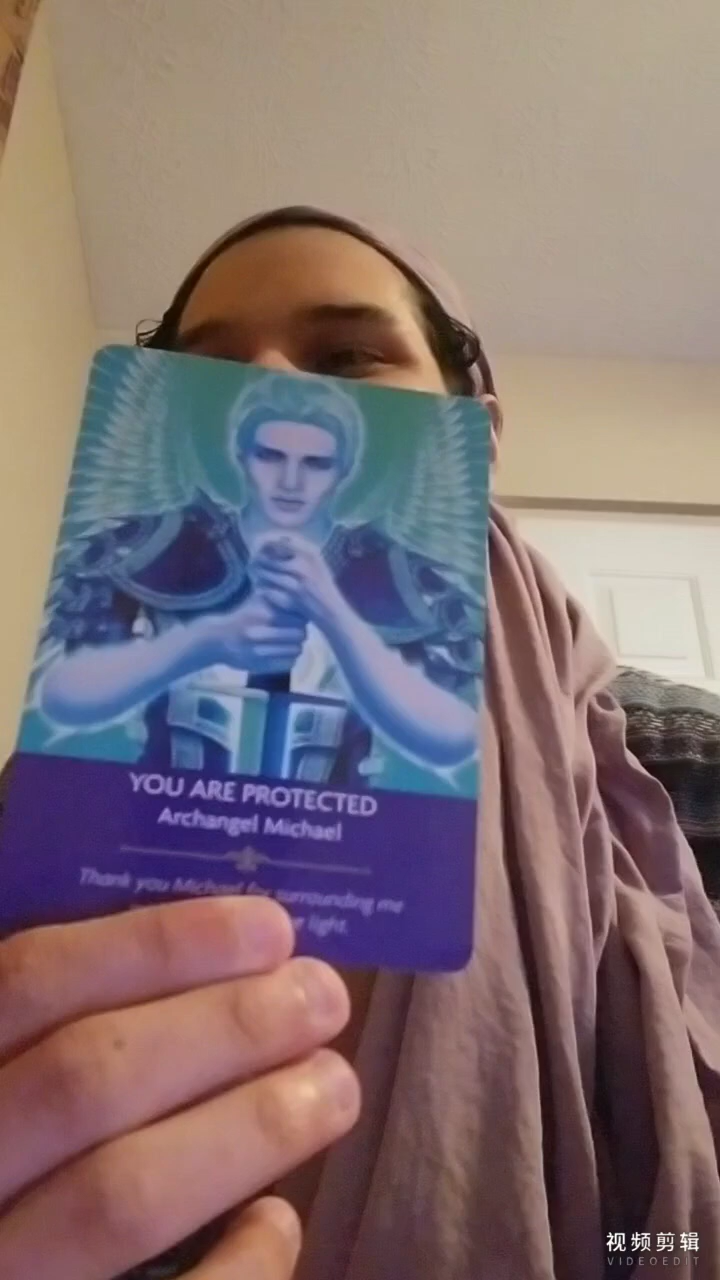 YOU ARE PROTECTED
Archangel Michael
Thank you Michael for surrounding me
light.
视频剪辑
VIDEOEDIT